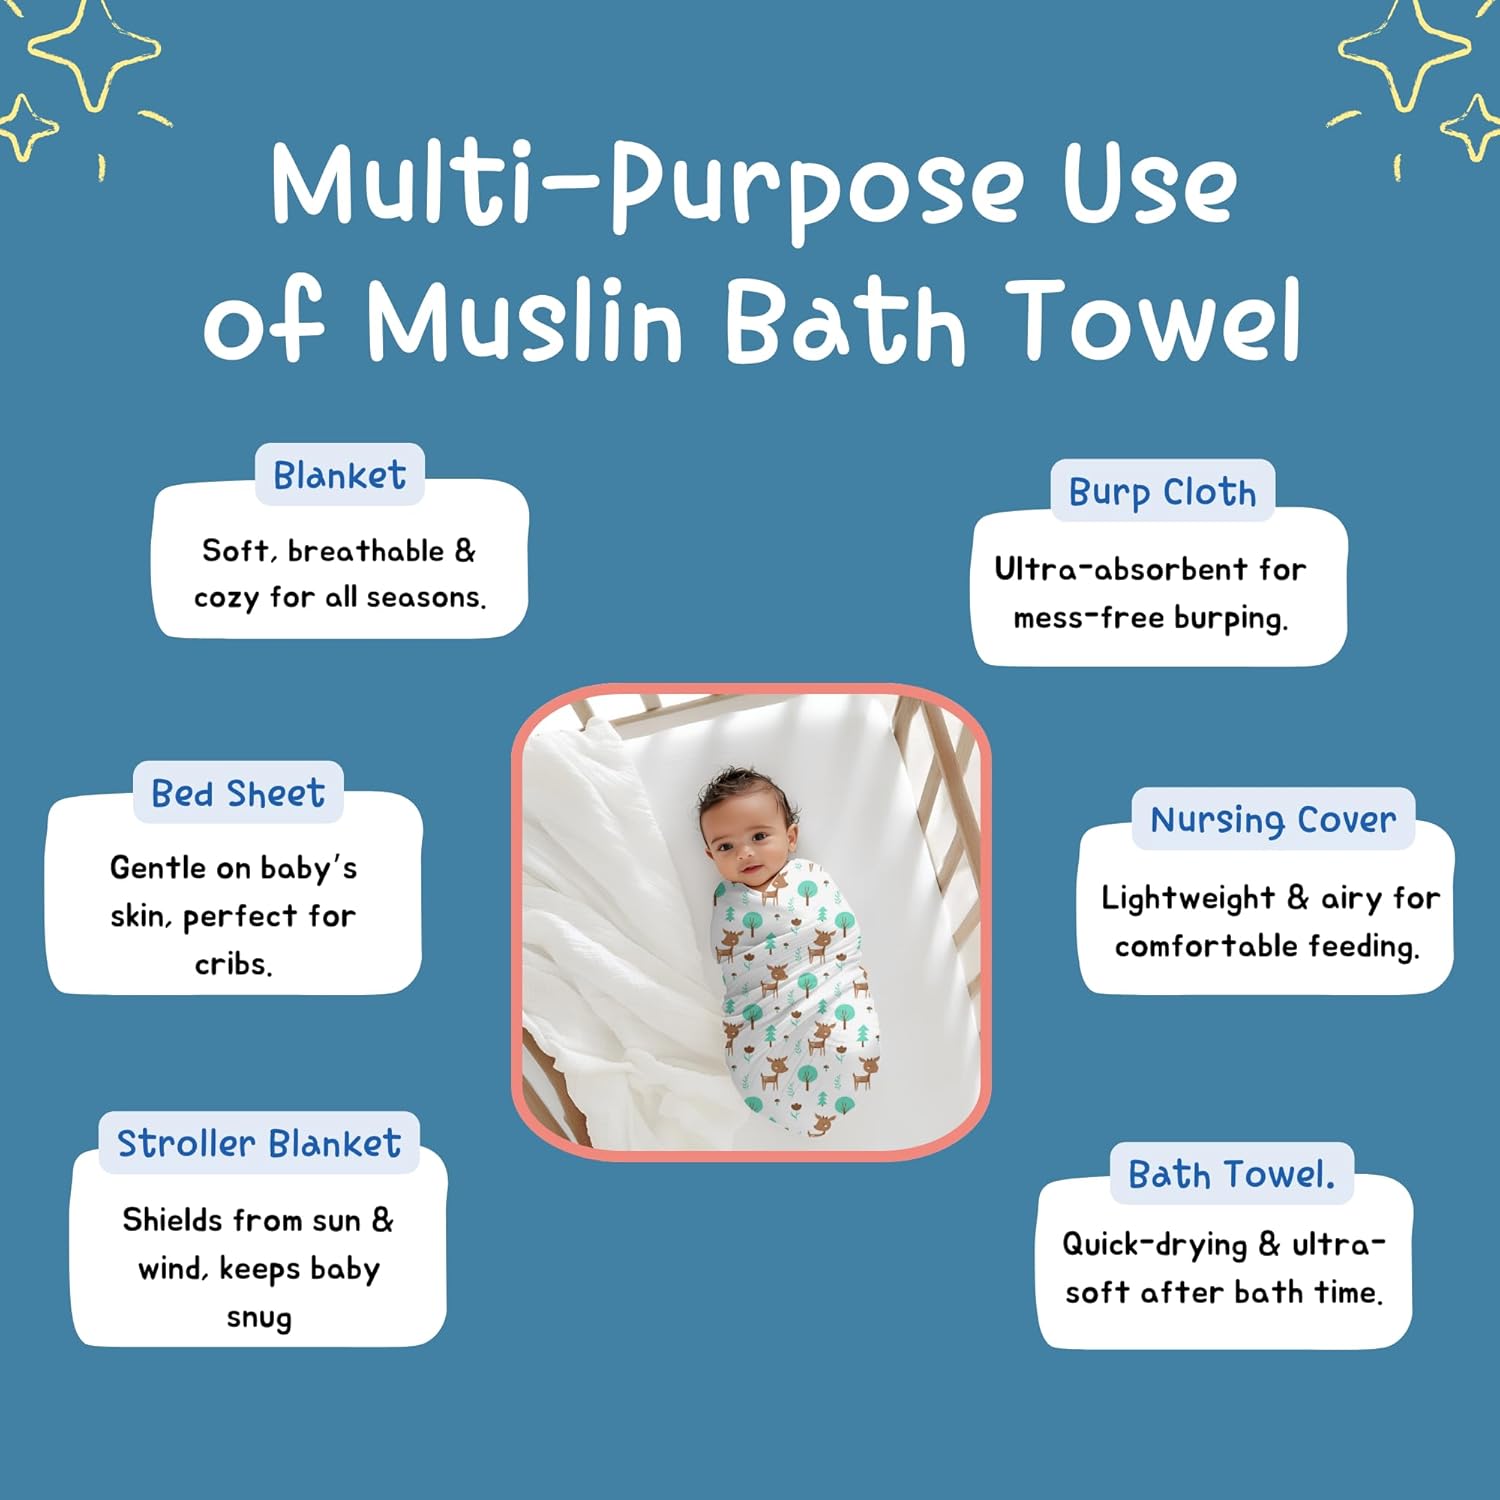 Multi-Purpose Use
of Muslin Bath Towel
Blanket
Soft, breathable &
cozy for all seasons.
Burp Cloth
Ultra-absorbent for
mess-free burping.
Bed Sheet
Gentle on baby's
skin, perfect for
cribs.
Nursing Cover
Lightweight & airy for
comfortable feeding.
Stroller Blanket
Shields from sun &
wind, keeps baby
snug
Bath Towel.
Quick-drying & ultra-
soft after bath time.